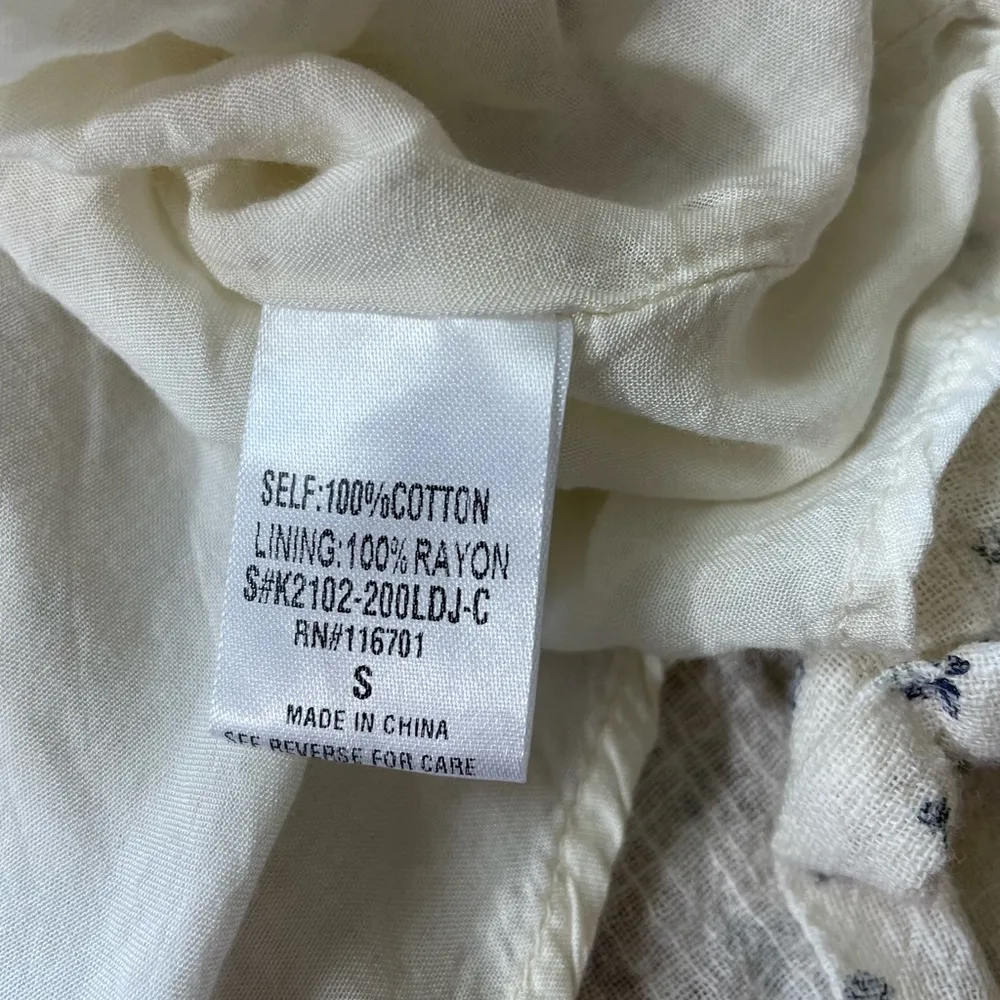 SELF:100%COTTON
LINING:100% RAYON
S#K2102-200LDJ-C
RN#116701
S
MADE IN CHINA
SEE REVERSE FOR CARE